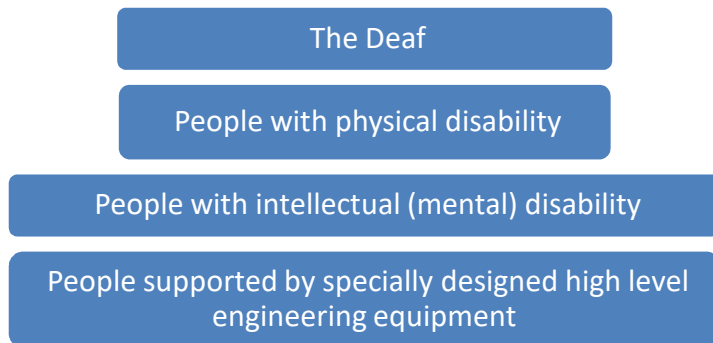 The Deaf
People with physical disability
People with intellectual (mental) disability
People supported by specially designed high level
engineering equipment